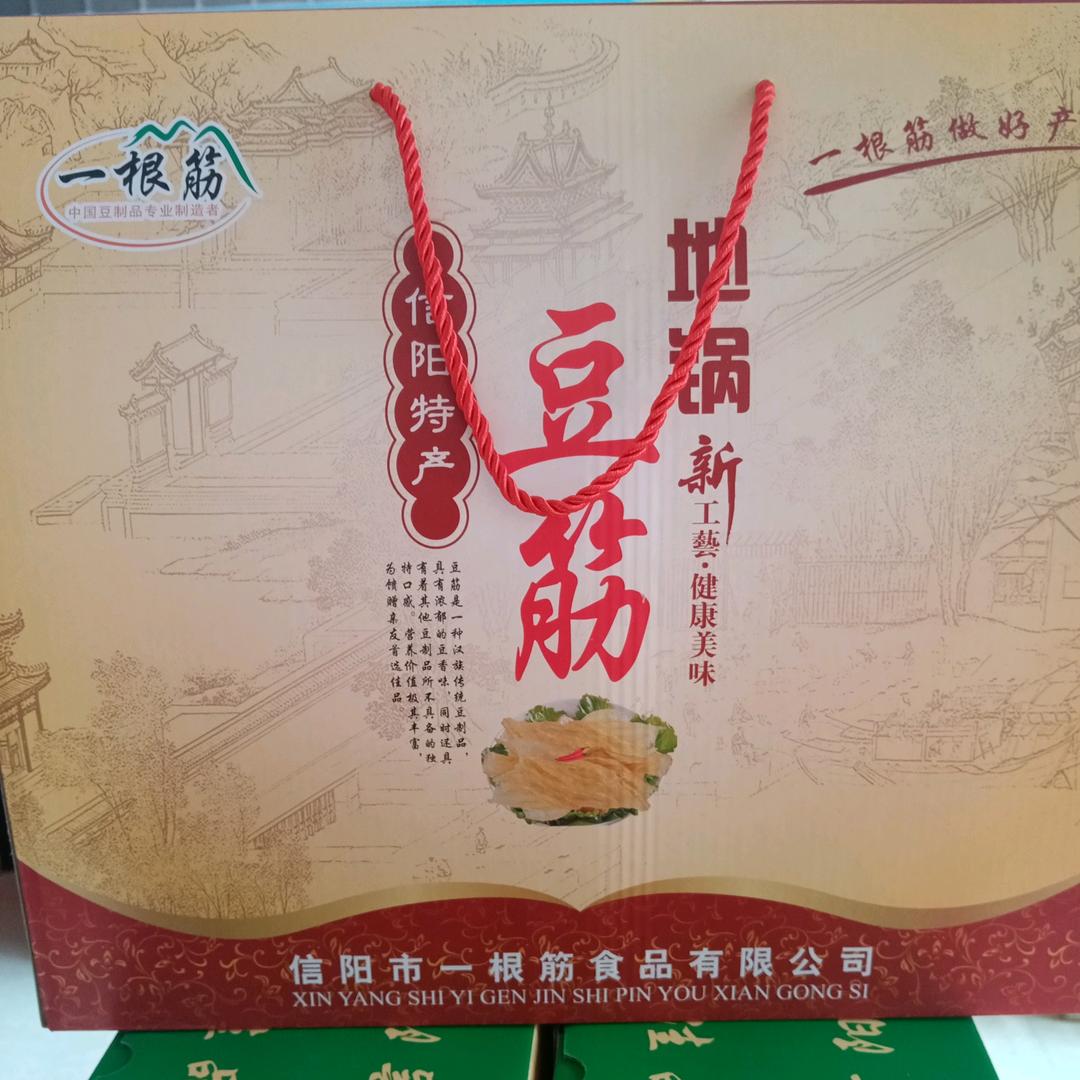 一根筋
中国豆制品专业制造者
一根筋做好产
地锅
新工藝·健康美味
豆筋
信阳特产
豆筋是一种汉族传统豆制品，
具有浓郁的豆香味，同时还具
有着其他豆制品所不具备的独
特口感。营养价值极其丰富，
为馈赠亲友首选佳品。
信阳市一根筋食品有限公司
XIN YANG SHI YI GEN JIN SHI PIN YOU XIAN GONG SI